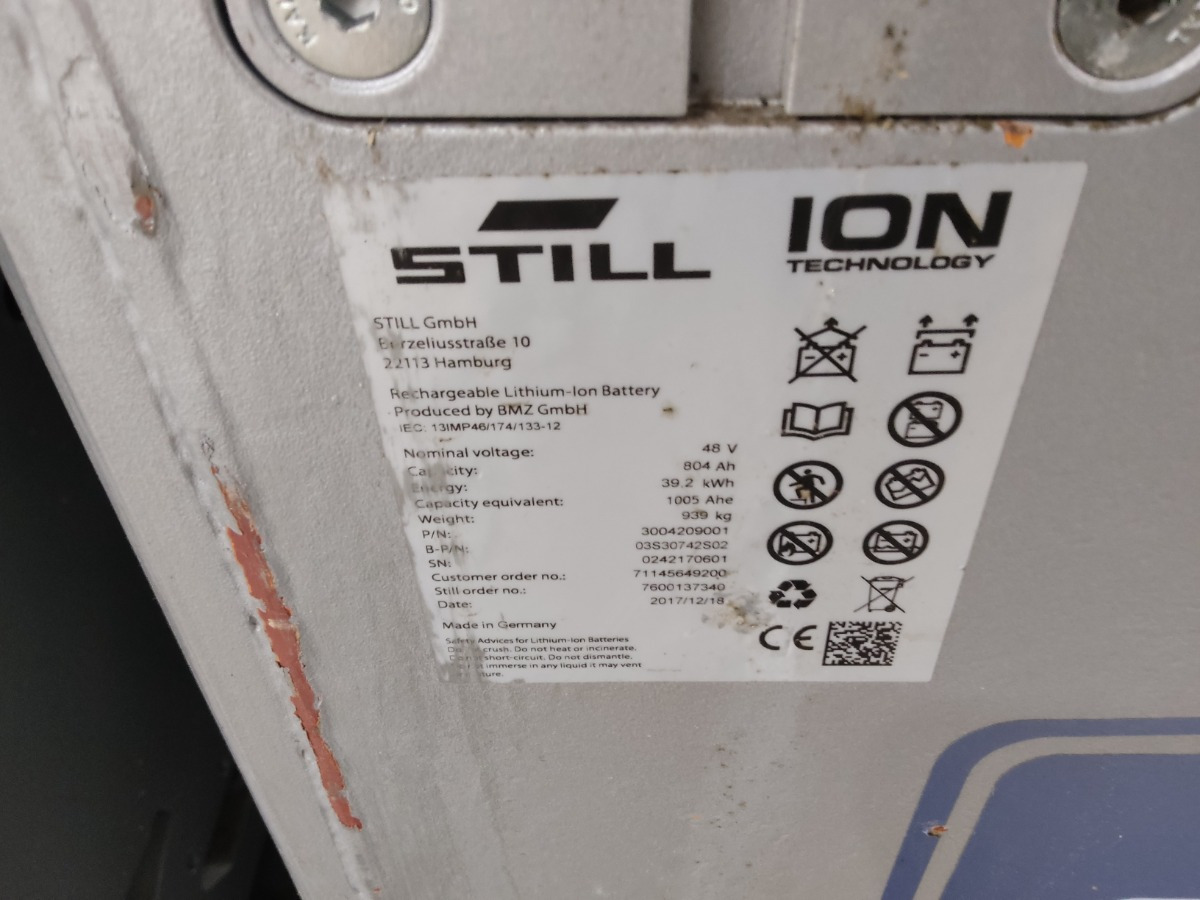 STILL
ION
TECHNOLOGY
STILL GmbH
Berzeliusstraße 10
22113 Hamburg
Rechargeable Lithium-Ion Battery
Produced by BMZ GmbH
IEC: 13IMP46/174/133-12
Nominal voltage: 48 V
Capacity: 804 Ah
Energy: 39.2 kWh
Capacity equivalent: 1005 Ahe
Weight: 939 kg
P/N: 3004209001
B-P/N: 03S30742S02
SN: 0242170601
Customer order no.: 71145649200
Still order no.: 7600137340
Date: 2017/12/18
Made in Germany
Safety Advices for Lithium-Ion Batteries
crush. Do not heat or incinerate.
short-circuit. Do not dismantle.
immerse in any liquid it may vent
CE